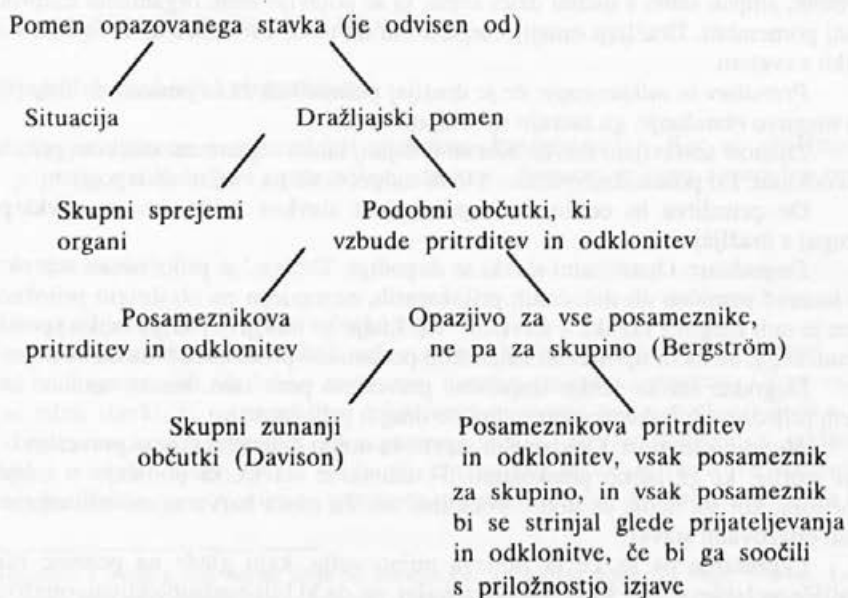 Pomen opazovanega stavka (je odvisen od)
Situacija
Dražljajski pomen
Skupni sprejemi
organi
Podobni občutki, ki
vzbude pritrditev in odklonitev
Posameznikova
pritrditev in odklonitev
Opazjivo za vse posameznike,
ne pa za skupino (Bergström)
Skupni zunanji
občutki (Davison)
Posameznikova pritrditev
in odklonitev, vsak posameznik
za skupino, in vsak posameznik
bi se strinjal glede prijateljevanja
in odklonitve, če bi ga soočili
s priložnostjo izjave